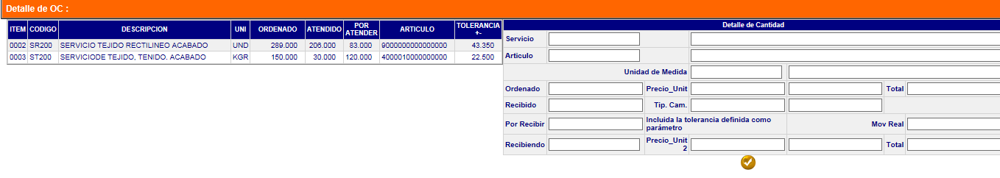 Detalle de OC :
ITEM CODIGO DESCRIPCION UNI ORDENADO ATENDIDO POR ATENDER ARTICULO TOLERANCIA +-
0002 SR200 SERVICIO TEJIDO RECTILINEO ACABADO UND 289.000 206.000 83.000 9000000000000000 43.350
0003 ST200 SERVICIODE TEJIDO, TENIDO. ACABADO KGR 150.000 30.000 120.000 4000010000000000 22.500
Detalle de Cantidad
Servicio
Articulo
Unidad de Medida
Ordenado Precio_Unit Total
Recibido Tip. Cam.
Por Recibir Incluida la tolerancia definida como parámetro Mov Real
Recibiendo Precio_Unit 2 Total